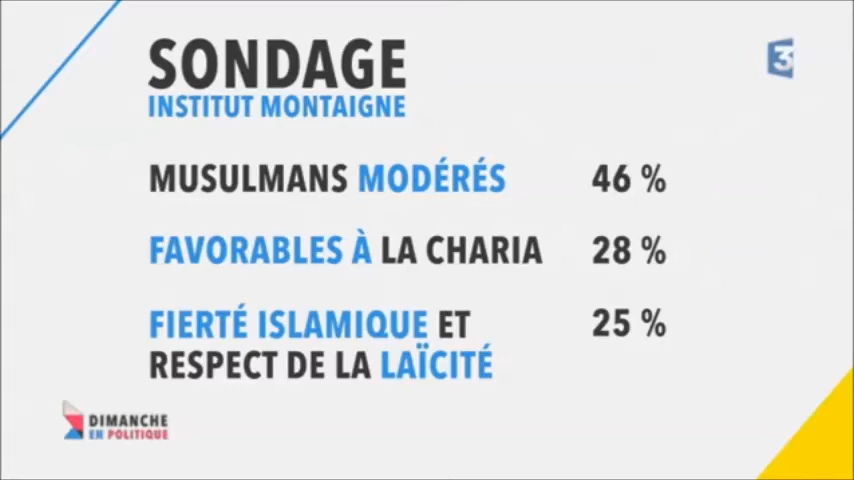 SONDAGE
3
INSTITUT MONTAIGNE
MUSULMANS MODÉRÉS 46 %
FAVORABLES À LA CHARIA 28 %
FIERTÉ ISLAMIQUE ET 25 %
RESPECT DE LA LAÏCITÉ
DIMANCHE
EN POLITIQUE